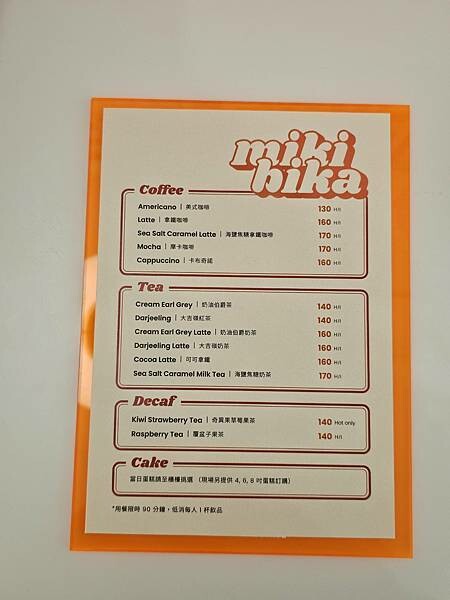 miki
bika
Coffee
Americano | 美式咖啡 130 H/I
Latte | 拿鐵咖啡 160 H/I
Sea Salt Caramel Latte | 海鹽焦糖拿鐵咖啡 170 H/I
Mocha | 摩卡咖啡 170 H/I
Cappuccino | 卡布奇諾 160 H/I
Tea
Cream Earl Grey | 奶油伯爵茶 140 H/I
Darjeeling | 大吉嶺紅茶 140 H/I
Cream Earl Grey Latte | 奶油伯爵奶茶 160 H/I
Darjeeling Latte | 大吉嶺奶茶 160 H/I
Cocoa Latte | 可可拿鐵 160 H/I
Sea Salt Caramel Milk Tea | 海鹽焦糖奶茶 170 H/I
Decaf
Kiwi Strawberry Tea | 奇異果草莓果茶 140 Hot only
Raspberry Tea | 覆盆子果茶 140 H/I
Cake
當日蛋糕請至櫃檯挑選 (現場另提供 4, 6, 8 吋蛋糕訂購)
*用餐限時 90 分鐘，低消每人 1 杯飲品